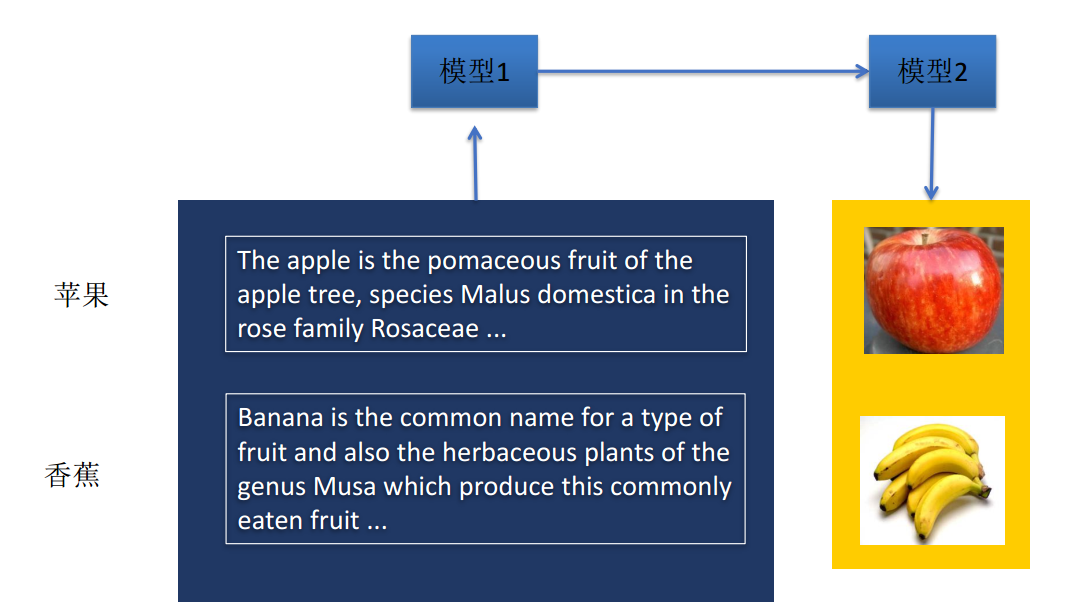 模型1
模型2
苹果
The apple is the pomaceous fruit of the
apple tree, species Malus domestica in the
rose family Rosaceae ...
香蕉
Banana is the common name for a type of
fruit and also the herbaceous plants of the
genus Musa which produce this commonly
eaten fruit ...